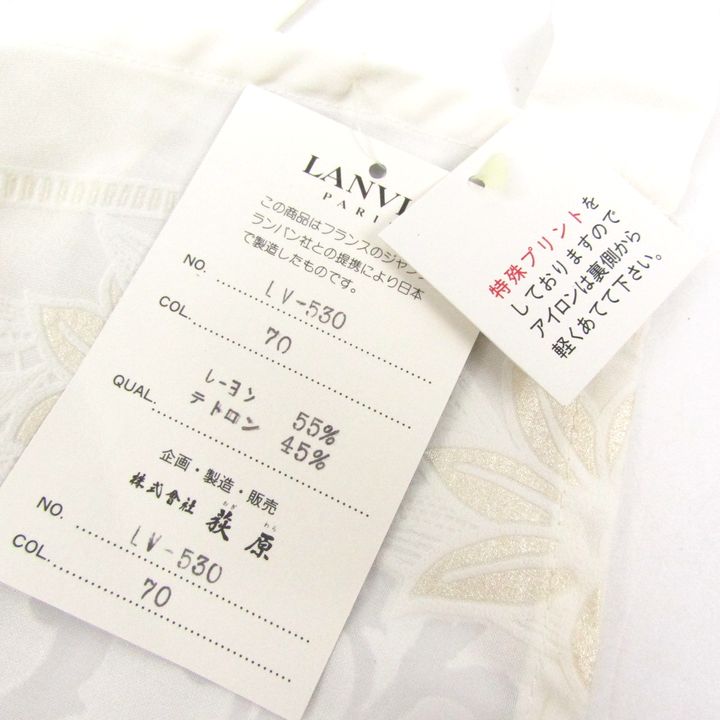 LANVI
PARI
この商品はフランスのジャン
ランバン社との提携により日本
で製造したものです。
NO. LV-530
COL. 70
QUAL. レーヨン 55%
テトロン 45%
企画・製造・販売
株式會社 荻原
おぎ わら
NO. LV-530
COL. 70
特殊プリントを
しておりますので
アイロンは裏側から
軽くあてて下さい。